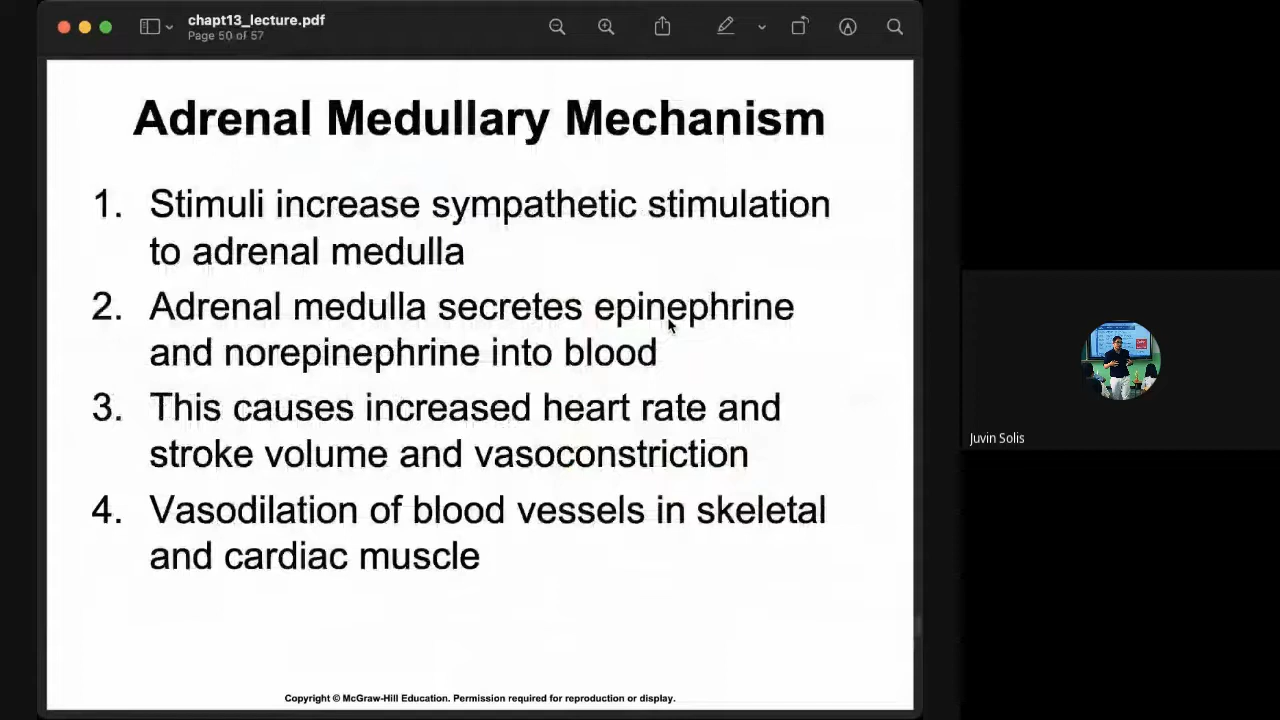 chapt13_lecture.pdf
Page 50 of 57
Adrenal Medullary Mechanism
1. Stimuli increase sympathetic stimulation
to adrenal medulla
2. Adrenal medulla secretes epinephrine
and norepinephrine into blood
3. This causes increased heart rate and
stroke volume and vasoconstriction
4. Vasodilation of blood vessels in skeletal
and cardiac muscle
Copyright © McGraw-Hill Education. Permission required for reproduction or display.
Juvin Solis